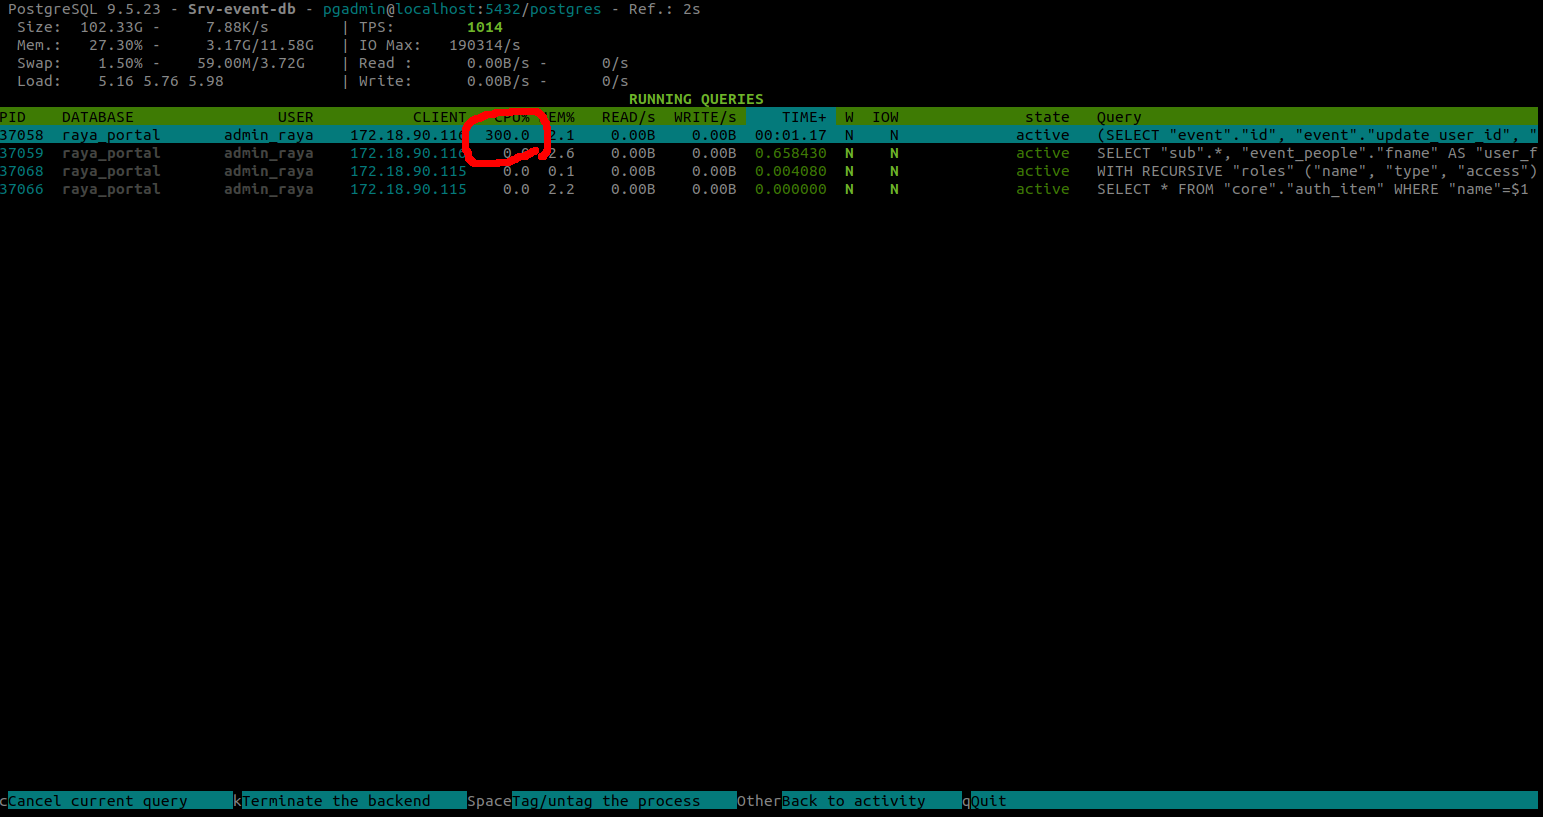 PostgreSQL 9.5.23 - Srv-event-db - pgadmin@localhost:5432/postgres - Ref.: 2s
Size: 102.33G - 7.88K/s | TPS: 1014
Mem.: 27.30% - 3.17G/11.58G | IO Max: 190314/s
Swap: 1.50% - 59.00M/3.72G | Read : 0.00B/s - 0/s
Load: 5.16 5.76 5.98 | Write: 0.00B/s - 0/s
RUNNING QUERIES
PID DATABASE USER CLIENT CPU% MEM% READ/s WRITE/s TIME+ W IOW state Query
37058 raya_portal admin_raya 172.18.90.116 300.0 2.1 0.00B 0.00B 00:01.17 N N active (SELECT "event"."id", "event"."update_user_id", "
37059 raya_portal admin_raya 172.18.90.116 0.0 2.6 0.00B 0.00B 0.658430 N N active SELECT "sub".*, "event_people"."fname" AS "user_f
37068 raya_portal admin_raya 172.18.90.115 0.0 0.1 0.00B 0.00B 0.004080 N N active WITH RECURSIVE "roles" ("name", "type", "access")
37066 raya_portal admin_raya 172.18.90.115 0.0 2.2 0.00B 0.00B 0.000000 N N active SELECT * FROM "core"."auth_item" WHERE "name"=$1
cCancel current query kTerminate the backend SpaceTag/untag the process OtherBack to activity qQuit